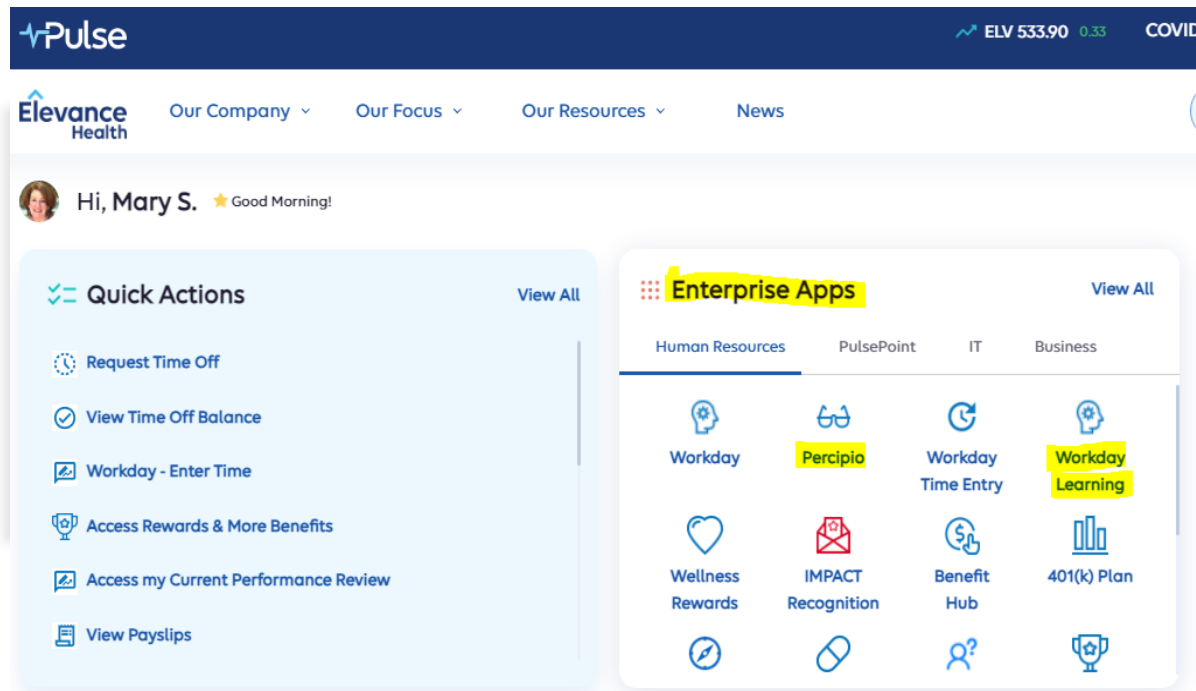 Pulse
ELV 533.90 0.33 COVID
Elevance
Health
Our Company Our Focus Our Resources News
Hi, Mary S. Good Morning!
Quick Actions View All
Request Time Off
View Time Off Balance
Workday - Enter Time
Access Rewards & More Benefits
Access my Current Performance Review
View Payslips
Enterprise Apps View All
Human Resources PulsePoint IT Business
Workday Percipio Workday Workday
Time Entry Learning
Wellness IMPACT Benefit 401(k) Plan
Rewards Recognition Hub